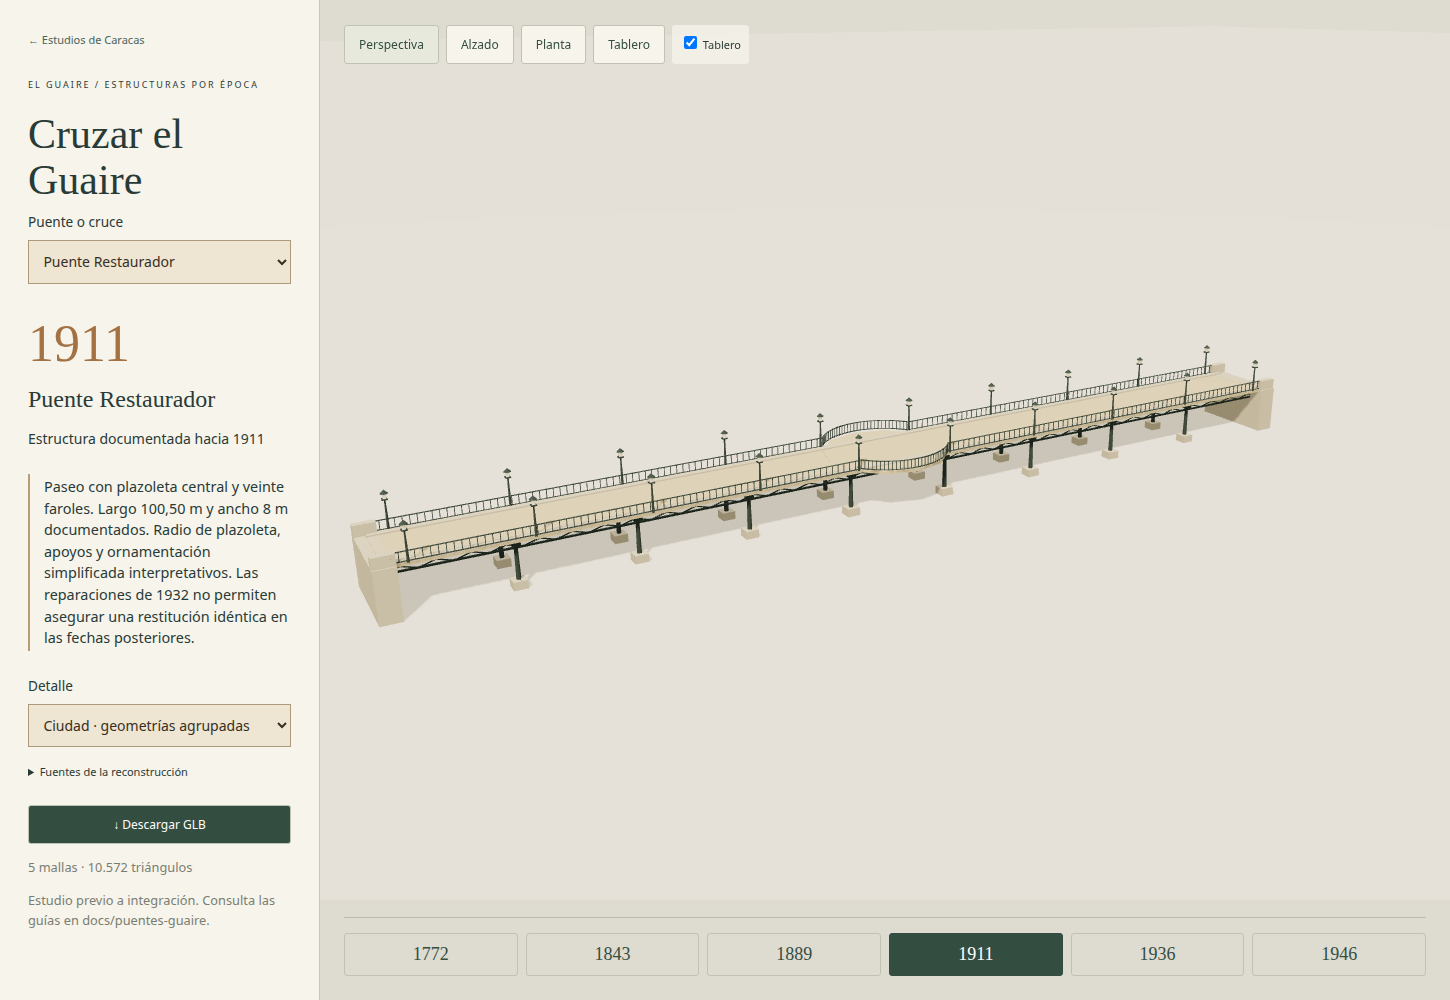 ← Estudios de Caracas
EL GUAIRE / ESTRUCTURAS POR ÉPOCA
Cruzar el
Guaire
Puente o cruce
Puente Restaurador
1911
Puente Restaurador
Estructura documentada hacia 1911
Paseo con plazoleta central y veinte
faroles. Largo 100,50 m y ancho 8 m
documentados. Radio de plazoleta,
apoyos y ornamentación
simplificada interpretativos. Las
reparaciones de 1932 no permiten
asegurar una restitución idéntica en
las fechas posteriores.
Detalle
Ciudad · geometrías agrupadas
Fuentes de la reconstrucción
↓ Descargar GLB
5 mallas · 10.572 triángulos
Estudio previo a integración. Consulta las
guías en docs/puentes-guaire.
Perspectiva Alzado Planta Tablero Tablero
1772 1843 1889 1911 1936 1946